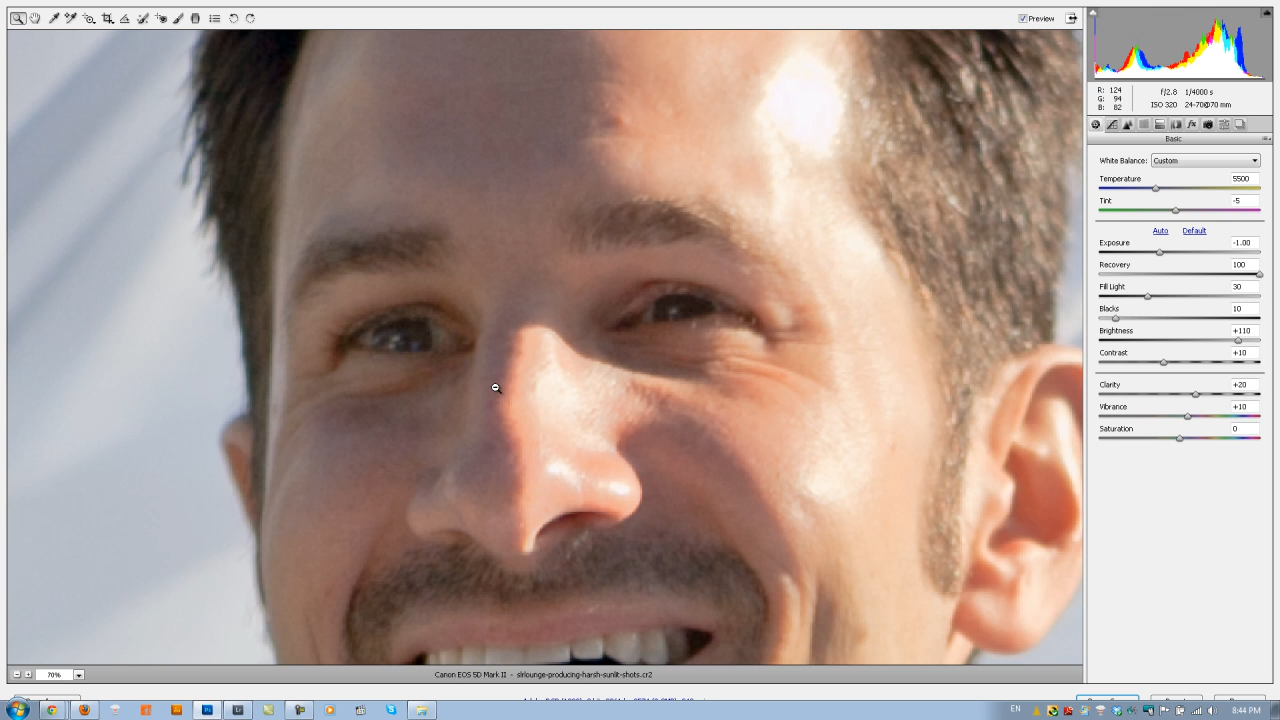 Preview
R: 124
G: 94
B: 82
f/2.8 1/4000 s
ISO 320 24-70@70 mm
Basic
White Balance: Custom
Temperature 5500
Tint -5
Auto Default
Exposure -1.00
Recovery 100
Fill Light 30
Blacks 10
Brightness +110
Contrast +10
Clarity +20
Vibrance +10
Saturation 0
70%
Canon EOS 5D Mark II - slrlounge-producing-harsh-sunlit-shots.cr2
EN
8:44 PM